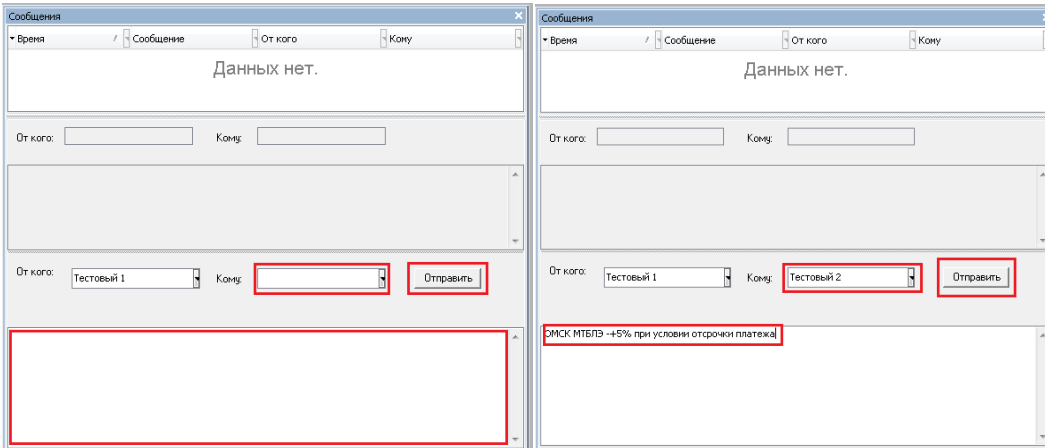 Сообщения
Время Сообщение От кого Кому
Данных нет.
От кого: Кому:
От кого: Тестовый 1 Кому: Отправить
Сообщения
Время Сообщение От кого Кому
Данных нет.
От кого: Кому:
От кого: Тестовый 1 Кому: Тестовый 2 Отправить
ОМСК МТБЛЭ -+5% при условии отсрочки платежа